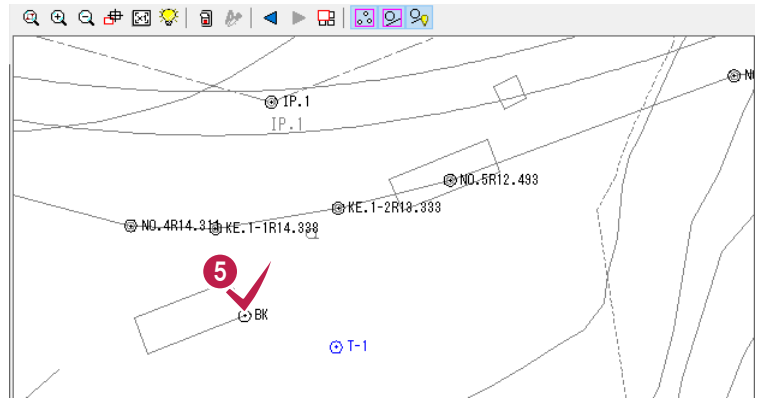 NO
IP.1
IP.1
NO.5R12.493
KE.1-2R13.333
NO.4R14.311
KE.1-1R14.338
5
BK
T-1